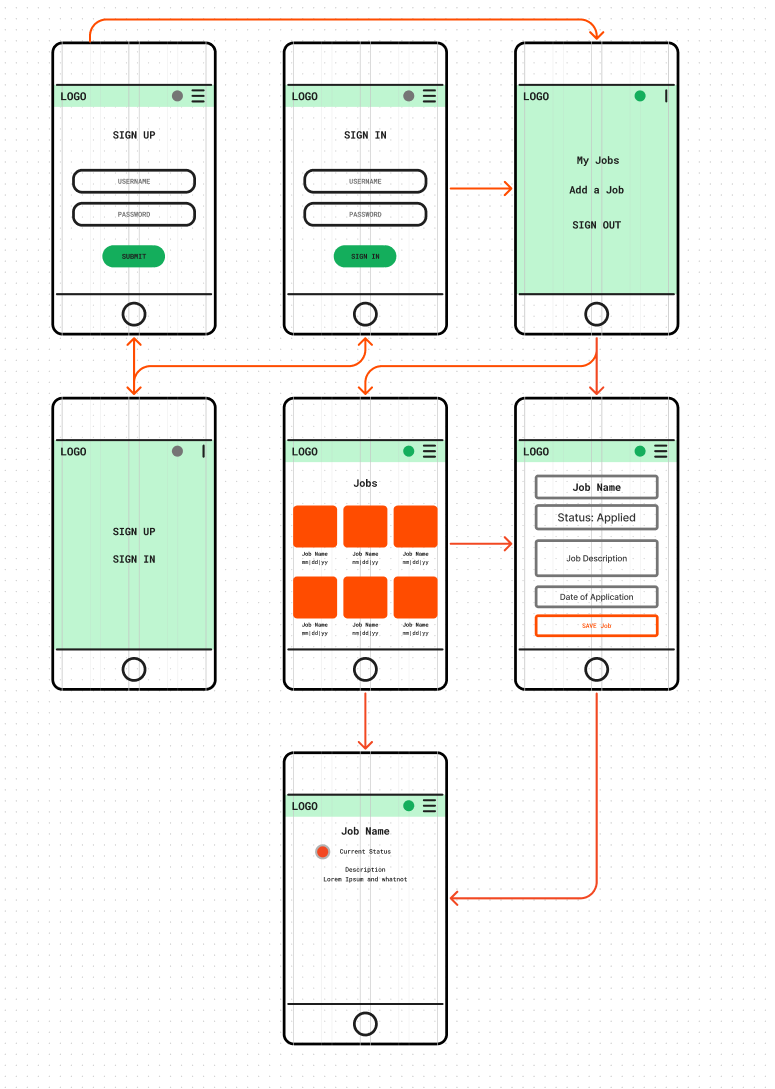 LOGO
SIGN UP
USERNAME
PASSWORD
SUBMIT
LOGO
SIGN IN
USERNAME
PASSWORD
SIGN IN
LOGO
My Jobs
Add a Job
SIGN OUT
LOGO
SIGN UP
SIGN IN
LOGO
Jobs
Job Name Job Name Job Name
mm|dd|yy mm|dd|yy mm|dd|yy
Job Name Job Name Job Name
mm|dd|yy mm|dd|yy mm|dd|yy
LOGO
Job Name
Status: Applied
Job Description
Date of Application
SAVE Job
LOGO
Job Name
Current Status
Description
Lorem Ipsum and whatnot